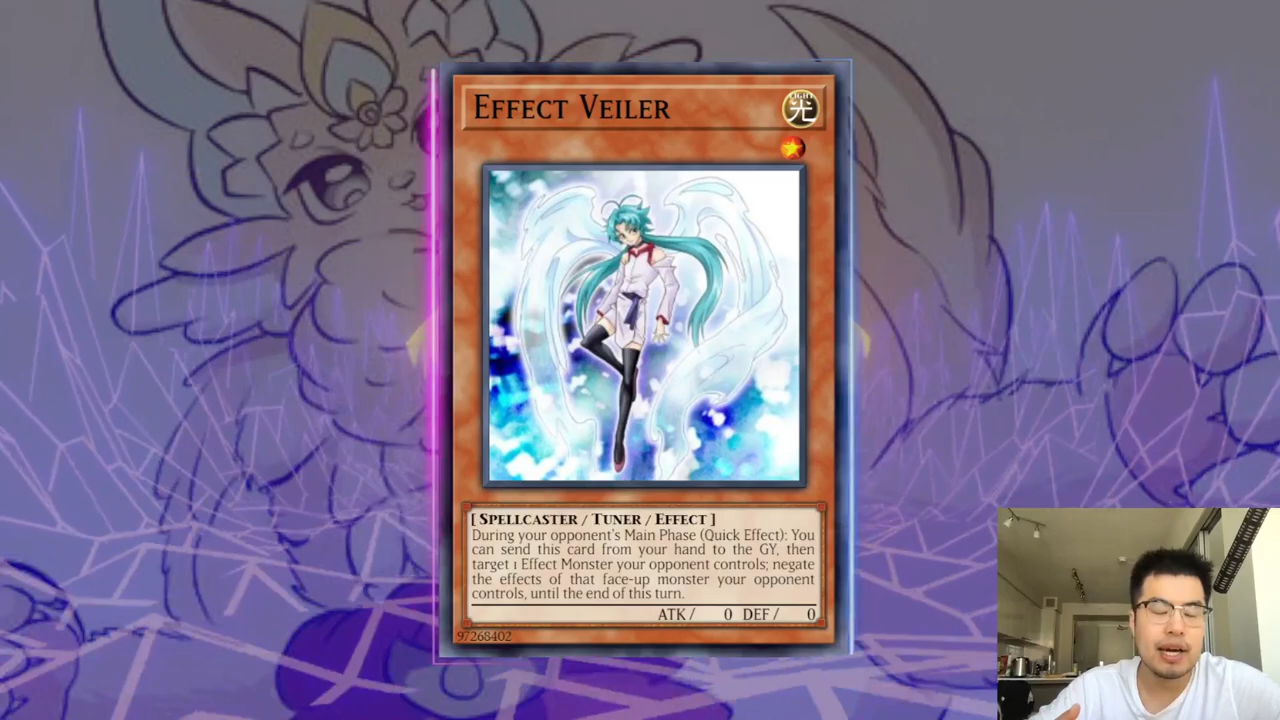 EFFECT VEILER
LIGHT
光
[ SPELLCASTER / TUNER / EFFECT ]
During your opponent's Main Phase (Quick Effect): You
can send this card from your hand to the GY, then
target 1 Effect Monster your opponent controls; negate
the effects of that face-up monster your opponent
controls, until the end of this turn.
ATK / 0 DEF / 0
97268402